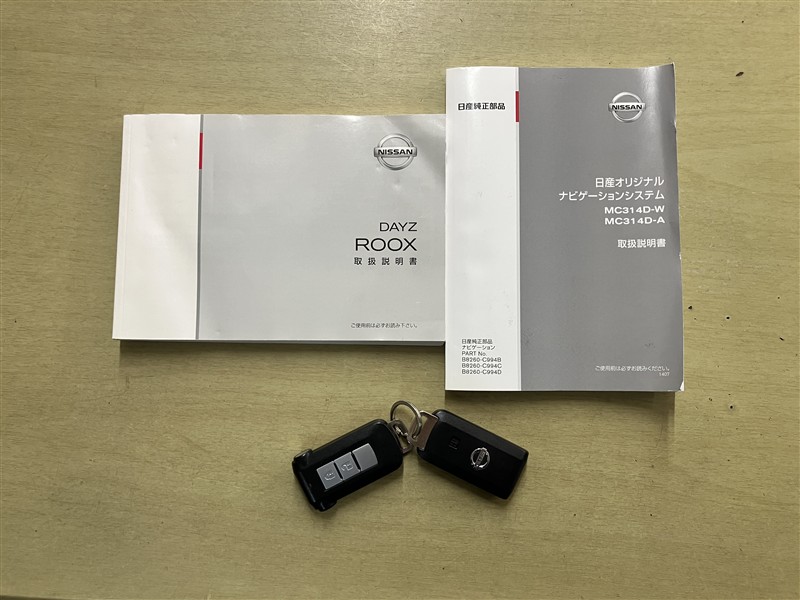 NISSAN
DAYZ
ROOX
取扱説明書
ご使用前は必ずお読み下さい。
日産純正部品
NISSAN
日産オリジナル
ナビゲーションシステム
MC314D-W
MC314D-A
取扱説明書
日産純正部品
ナビゲーション
PART No.
B8260-C994B
B8260-C994C
B8260-C994D
ご使用前は必ずお読みください。
1407
NISSAN